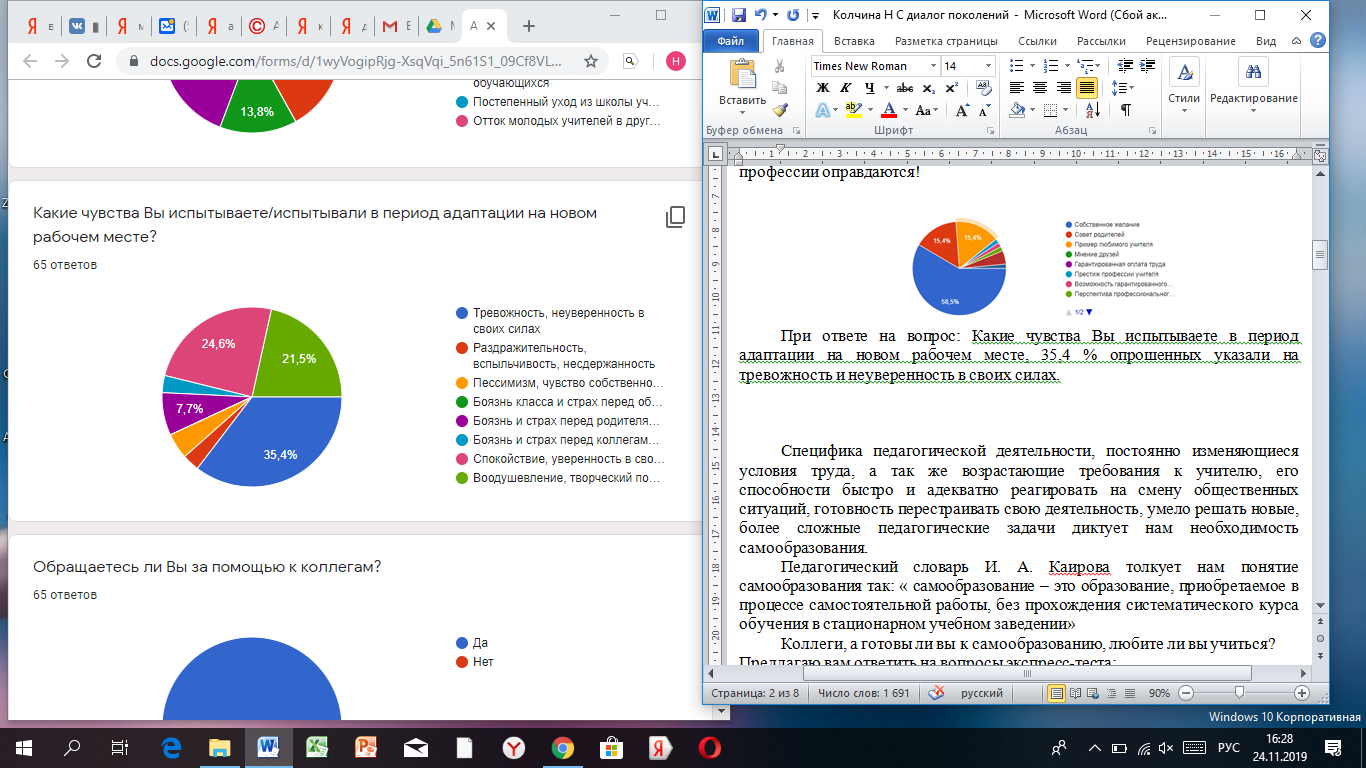 docs.google.com/forms/d/1wyVogipRjg-XsqVqi_5n61S1_09Cf8VL...
Н
13,8%
обучающихся
Постепенный уход из школы уч...
Отток молодых учителей в друг...
Какие чувства Вы испытываете/испытывали в период адаптации на новом
рабочем месте?
65 ответов
24,6%
21,5%
7,7%
35,4%
Тревожность, неуверенность в
своих силах
Раздражительность,
вспыльчивость, несдержанность
Пессимизм, чувство собственно...
Боязнь класса и страх перед об...
Боязнь и страх перед родителя...
Боязнь и страх перед коллегам...
Спокойствие, уверенность в сво...
Воодушевление, творческий по...
Обращаетесь ли Вы за помощью к коллегам?
65 ответов
Да
Нет
Колчина Н С диалог поколений - Microsoft Word (Сбой ак...
Файл Главная Вставка Разметка страницы Ссылки Рассылки Рецензирование Вид
Times New Roman 14
Вставить
Ж К Ч abc x₂ x²
Стили
Редактирование
Буфер обмена Шрифт Абзац
профессии оправдаются!
15,4%
15,4%
58,5%
Собственное желание
Совет родителей
Пример любимого учителя
Мнение друзей
Гарантированная оплата труда
Престиж профессии учителя
Возможность гарантированного...
Перспектива профессиональног...
1/2
При ответе на вопрос: Какие чувства Вы испытываете в период
адаптации на новом рабочем месте, 35,4 % опрошенных указали на
тревожность и неуверенность в своих силах.
Специфика педагогической деятельности, постоянно изменяющиеся
условия труда, а так же возрастающие требования к учителю, его
способности быстро и адекватно реагировать на смену общественных
ситуаций, готовность перестраивать свою деятельность, умело решать новые,
более сложные педагогические задачи диктует нам необходимость
самообразования.
Педагогический словарь И. А. Каирова толкует нам понятие
самообразования так: « самообразование – это образование, приобретаемое в
процессе самостоятельной работы, без прохождения систематического курса
обучения в стационарном учебном заведении»
Коллеги, а готовы ли вы к самообразованию, любите ли вы учиться?
Предлагаю вам ответить на вопросы экспресс-теста:
Страница: 2 из 8 Число слов: 1 691 русский 90%
Windows 10 Корпоративная
РУС
16:28
24.11.2019